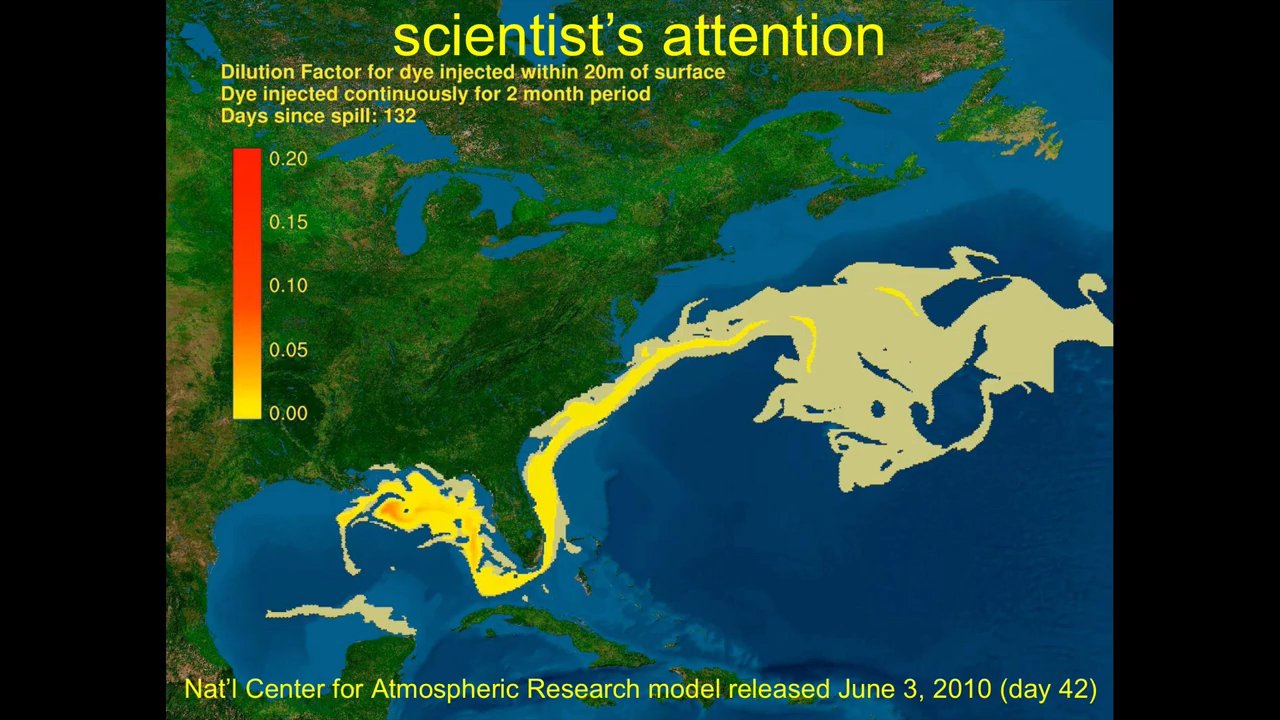 scientist’s attention
Dilution Factor for dye injected within 20m of surface
Dye injected continuously for 2 month period
Days since spill: 132
0.20
0.15
0.10
0.05
0.00
Nat’l Center for Atmospheric Research model released June 3, 2010 (day 42)